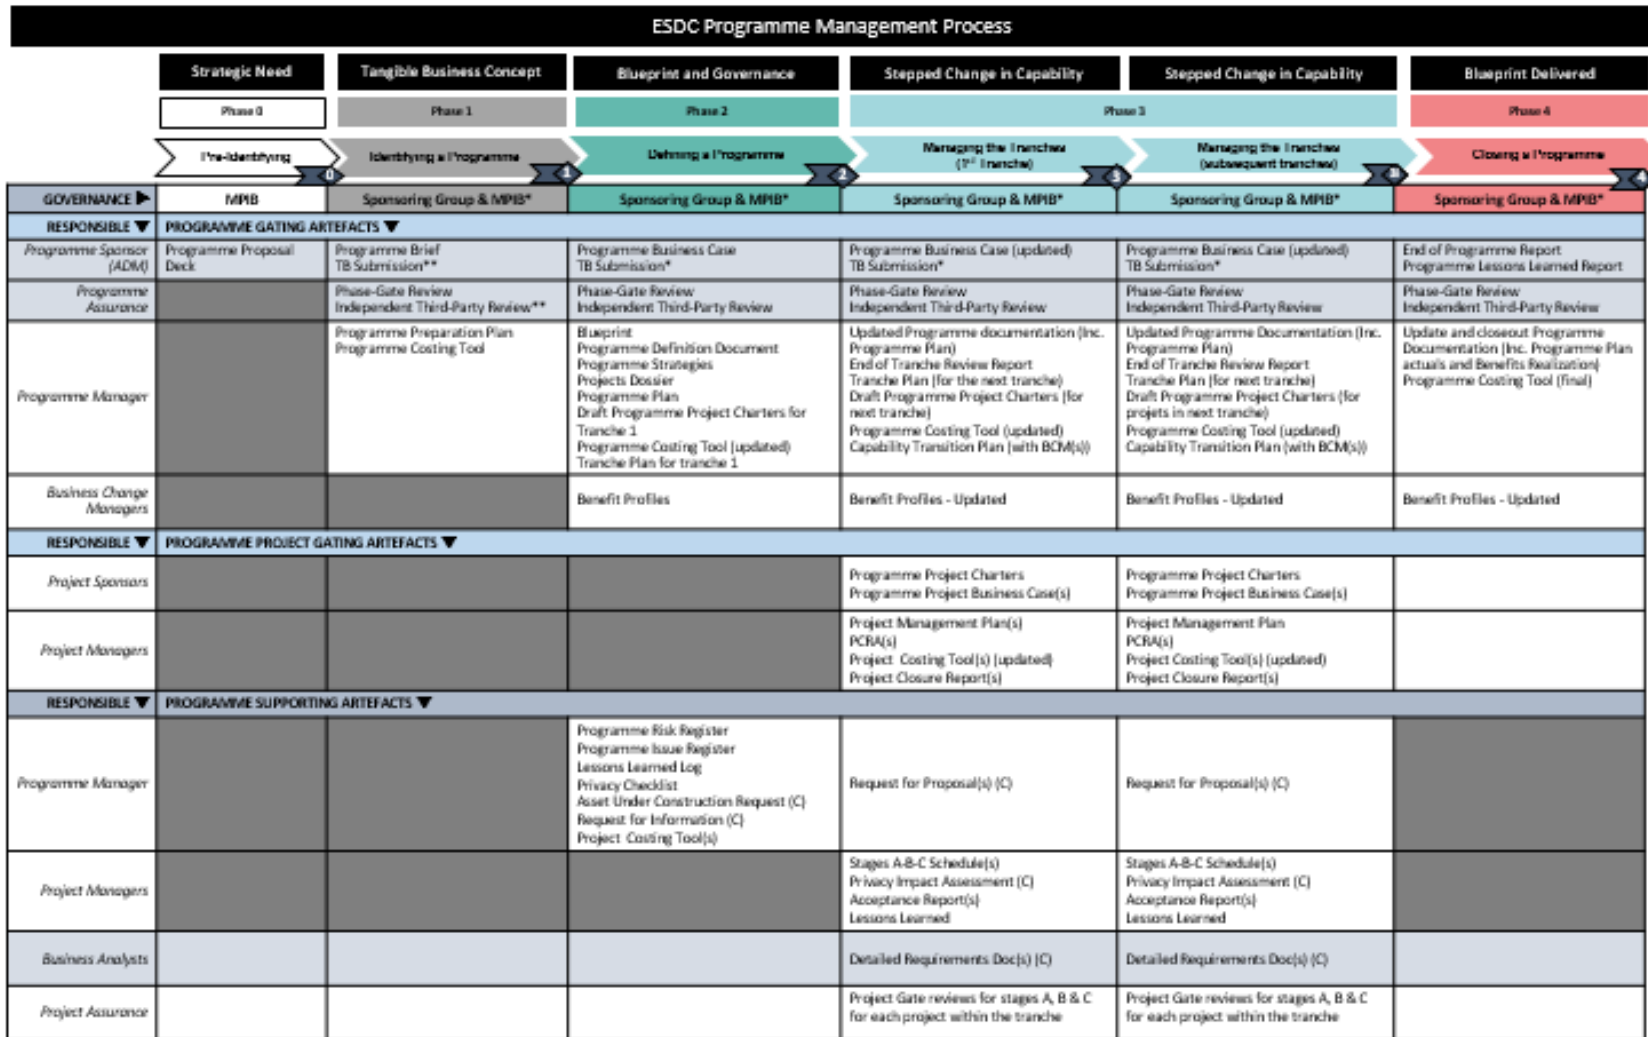 ESDC Programme Management Process
Strategic Need
Tangible Business Concept
Blueprint and Governance
Stepped Change in Capability
Stepped Change in Capability
Blueprint Delivered
Phase 0
Phase 1
Phase 2
Phase 3
Phase 4
Pre-Identifying
Identifying a Programme
Defining a Programme
Managing the Tranches
(1st Tranche)
Managing the Tranches
(subsequent tranches)
Closing a Programme
0
1
2
3
4
GOVERNANCE ▶
MPIB
Sponsoring Group & MPIB*
Sponsoring Group & MPIB*
Sponsoring Group & MPIB*
Sponsoring Group & MPIB*
Sponsoring Group & MPIB*
RESPONSIBLE ▼
PROGRAMME GATING ARTEFACTS ▼
Programme Sponsor
(ADM)
Programme Proposal
Deck
Programme Brief
TB Submission**
Programme Business Case
TB Submission*
Programme Business Case (updated)
TB Submission*
Programme Business Case (updated)
TB Submission*
End of Programme Report
Programme Lessons Learned Report
Programme
Assurance
Phase-Gate Review
Independent Third-Party Review**
Phase-Gate Review
Independent Third-Party Review
Phase-Gate Review
Independent Third-Party Review
Phase-Gate Review
Independent Third-Party Review
Phase-Gate Review
Independent Third-Party Review
Programme Manager
Programme Preparation Plan
Programme Costing Tool
Blueprint
Programme Definition Document
Programme Strategies
Projects Dossier
Programme Plan
Draft Programme Project Charters for
Tranche 1
Programme Costing Tool (updated)
Tranche Plan for tranche 1
Updated Programme documentation (Inc.
Programme Plan)
End of Tranche Review Report
Tranche Plan (for the next tranche)
Draft Programme Project Charters (for
next tranche)
Programme Costing Tool (updated)
Capability Transition Plan (with BCM(s))
Updated Programme Documentation (Inc.
Programme Plan)
End of Tranche Review Report
Tranche Plan (for next tranche)
Draft Programme Project Charters (for
projets in next tranche)
Programme Costing Tool (updated)
Capability Transition Plan (with BCM(s))
Update and closeout Programme
Documentation (Inc. Programme Plan
actuals and Benefits Realization)
Programme Costing Tool (final)
Business Change
Managers
Benefit Profiles
Benefit Profiles - Updated
Benefit Profiles - Updated
Benefit Profiles - Updated
RESPONSIBLE ▼
PROGRAMME PROJECT GATING ARTEFACTS ▼
Project Sponsors
Programme Project Charters
Programme Project Business Case(s)
Programme Project Charters
Programme Project Business Case(s)
Project Managers
Project Management Plan(s)
PCRA(s)
Project Costing Tool(s) (updated)
Project Closure Report(s)
Project Management Plan
PCRA(s)
Project Costing Tool(s) (updated)
Project Closure Report(s)
RESPONSIBLE ▼
PROGRAMME SUPPORTING ARTEFACTS ▼
Programme Manager
Programme Risk Register
Programme Issue Register
Lessons Learned Log
Privacy Checklist
Asset Under Construction Request (C)
Request for Information (C)
Project Costing Tool(s)
Request for Proposal(s) (C)
Request for Proposal(s) (C)
Project Managers
Stages A-B-C Schedule(s)
Privacy Impact Assessment (C)
Acceptance Report(s)
Lessons Learned
Stages A-B-C Schedule(s)
Privacy Impact Assessment (C)
Acceptance Report(s)
Lessons Learned
Business Analysts
Detailed Requirements Doc(s) (C)
Detailed Requirements Doc(s) (C)
Project Assurance
Project Gate reviews for stages A, B & C
for each project within the tranche
Project Gate reviews for stages A, B & C
for each project within the tranche